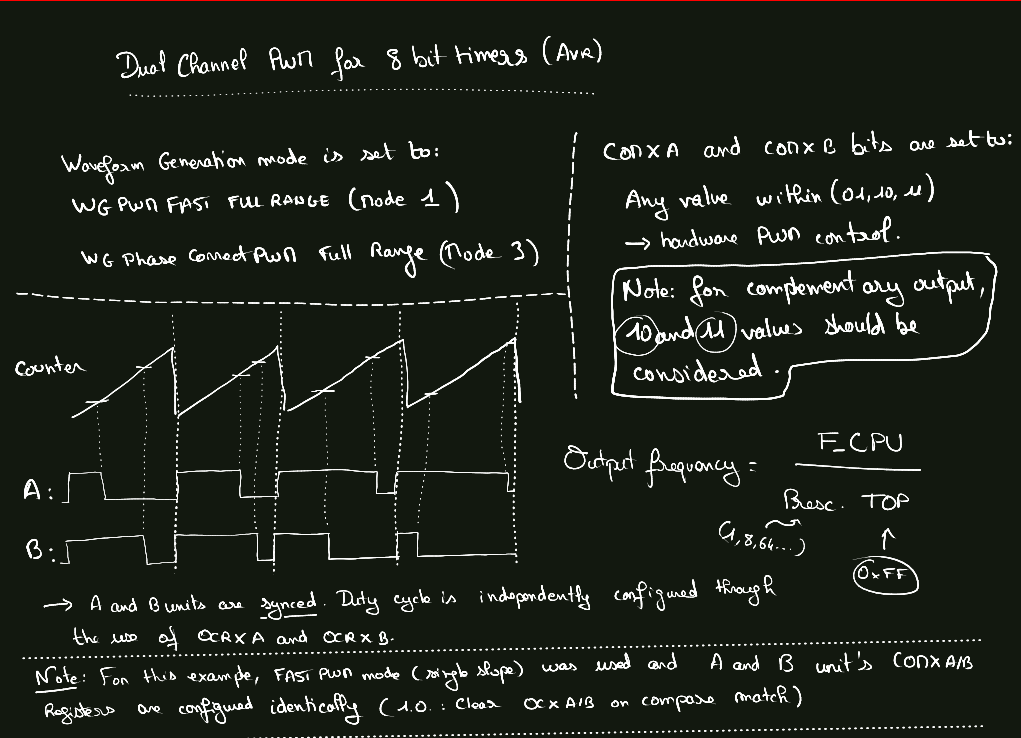 Dual Channel PWM for 8 bit timers (AVR)
Waveform Generation mode is set to:
WG PWM FAST FULL RANGE (Mode 1)
WG Phase Correct PWM Full Range (Mode 3)
COMXA and COMXB bits are set to:
Any value within (01, 10, 11)
→ hardware PWM control.
Note: for complementary output,
10 and 11 values should be
considered.
counter
A:
B:
Output frequency = F_CPU
Presc. TOP
(1, 8, 64...)
0xFF
→ A and B units are synced. Duty cycle is independently configured through
the use of OCRXA and OCRXB.
Note: For this example, FAST PWM mode (single slope) was used and A and B unit's COMXA/B
Registers are configured identically (1.0. : Clear OCXA/B on compare match)